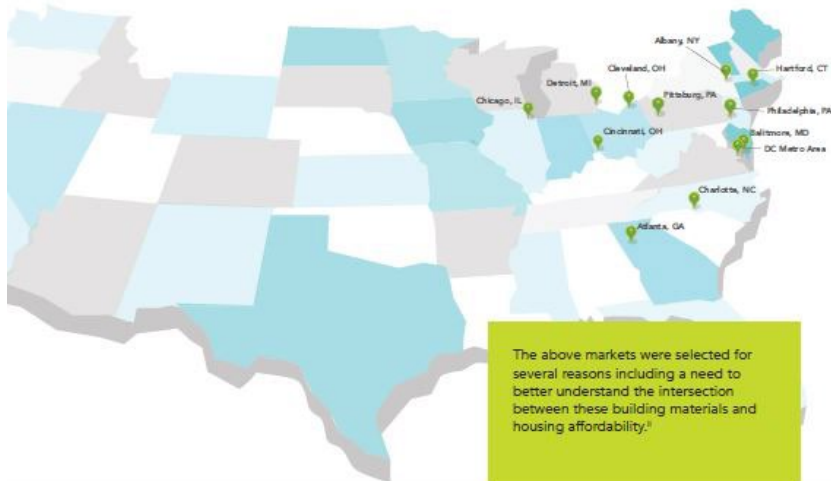 Albany, NY
Cleveland, OH
Hartford, CT
Detroit, MI
Pittsburg, PA
Chicago, IL
Philadelphia, PA
Cincinnati, OH
Balitmore, MD
DC Metro Area
Charlotte, NC
Atlanta, GA
The above markets were selected for
several reasons including a need to
better understand the intersection
between these building materials and
housing affordability.ii